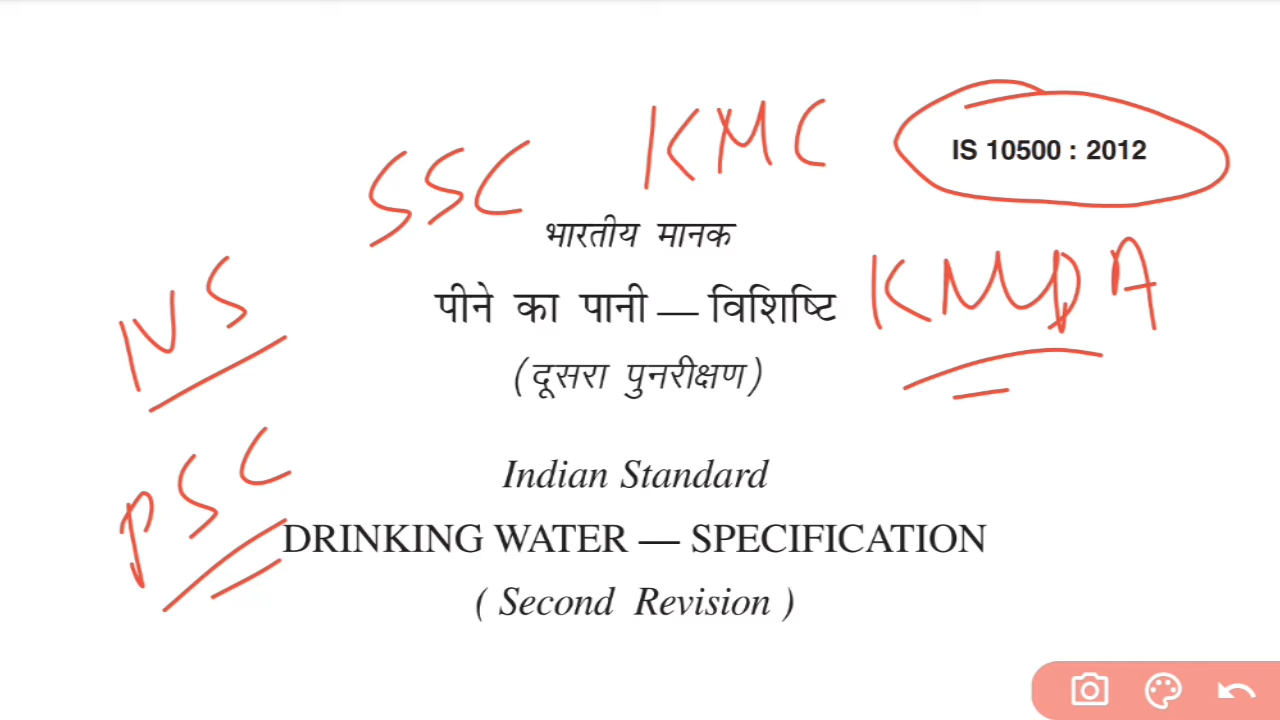 KMC
IS 10500 : 2012
SSC
भारतीय मानक
NS
पीने का पानी — विशिष्टि
KMDA
(दूसरा पुनरीक्षण)
PSC
Indian Standard
DRINKING WATER — SPECIFICATION
( Second Revision )